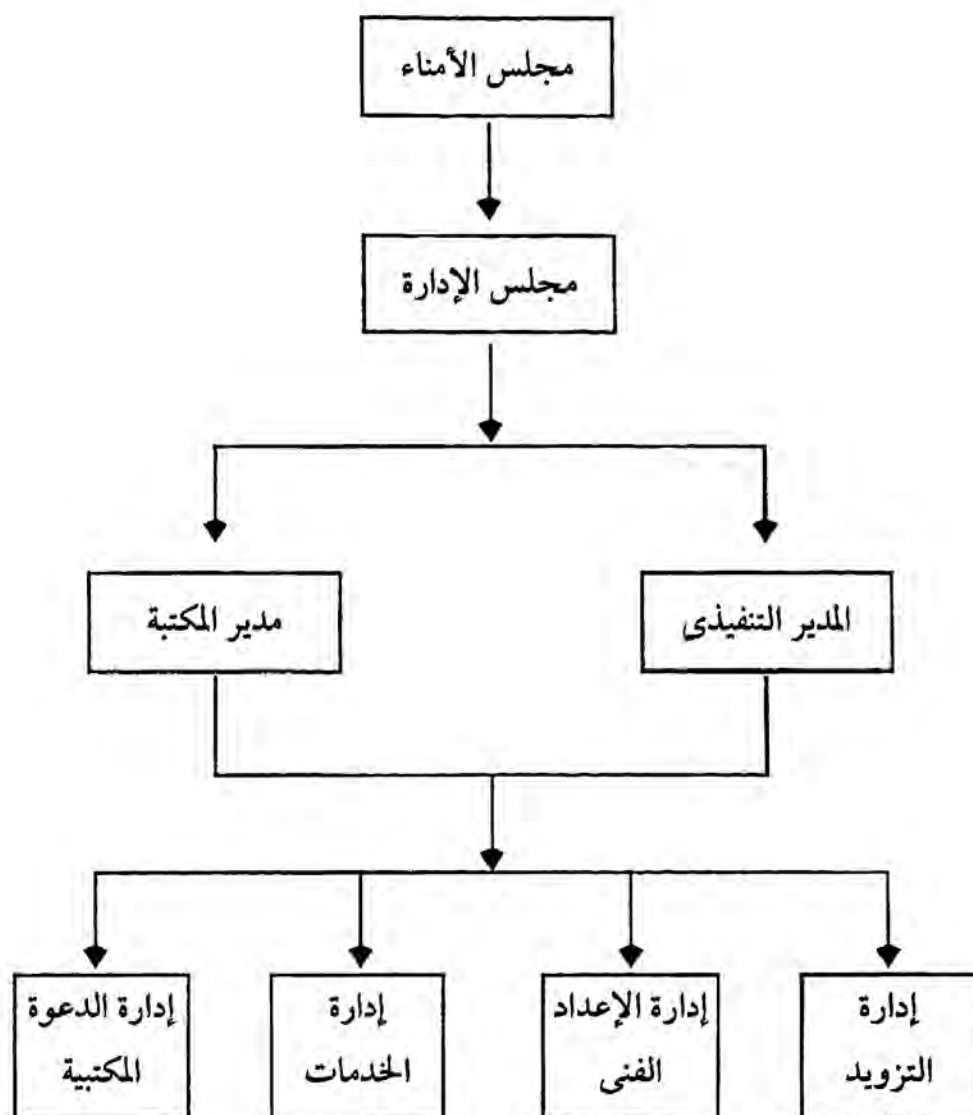 مجلس الأمناء
مجلس الإدارة
المدير التنفيذى
مدير المكتبة
إدارة
التزويد
إدارة الإعداد
الفنى
إدارة
الخدمات
إدارة الدعوة
المكتبية